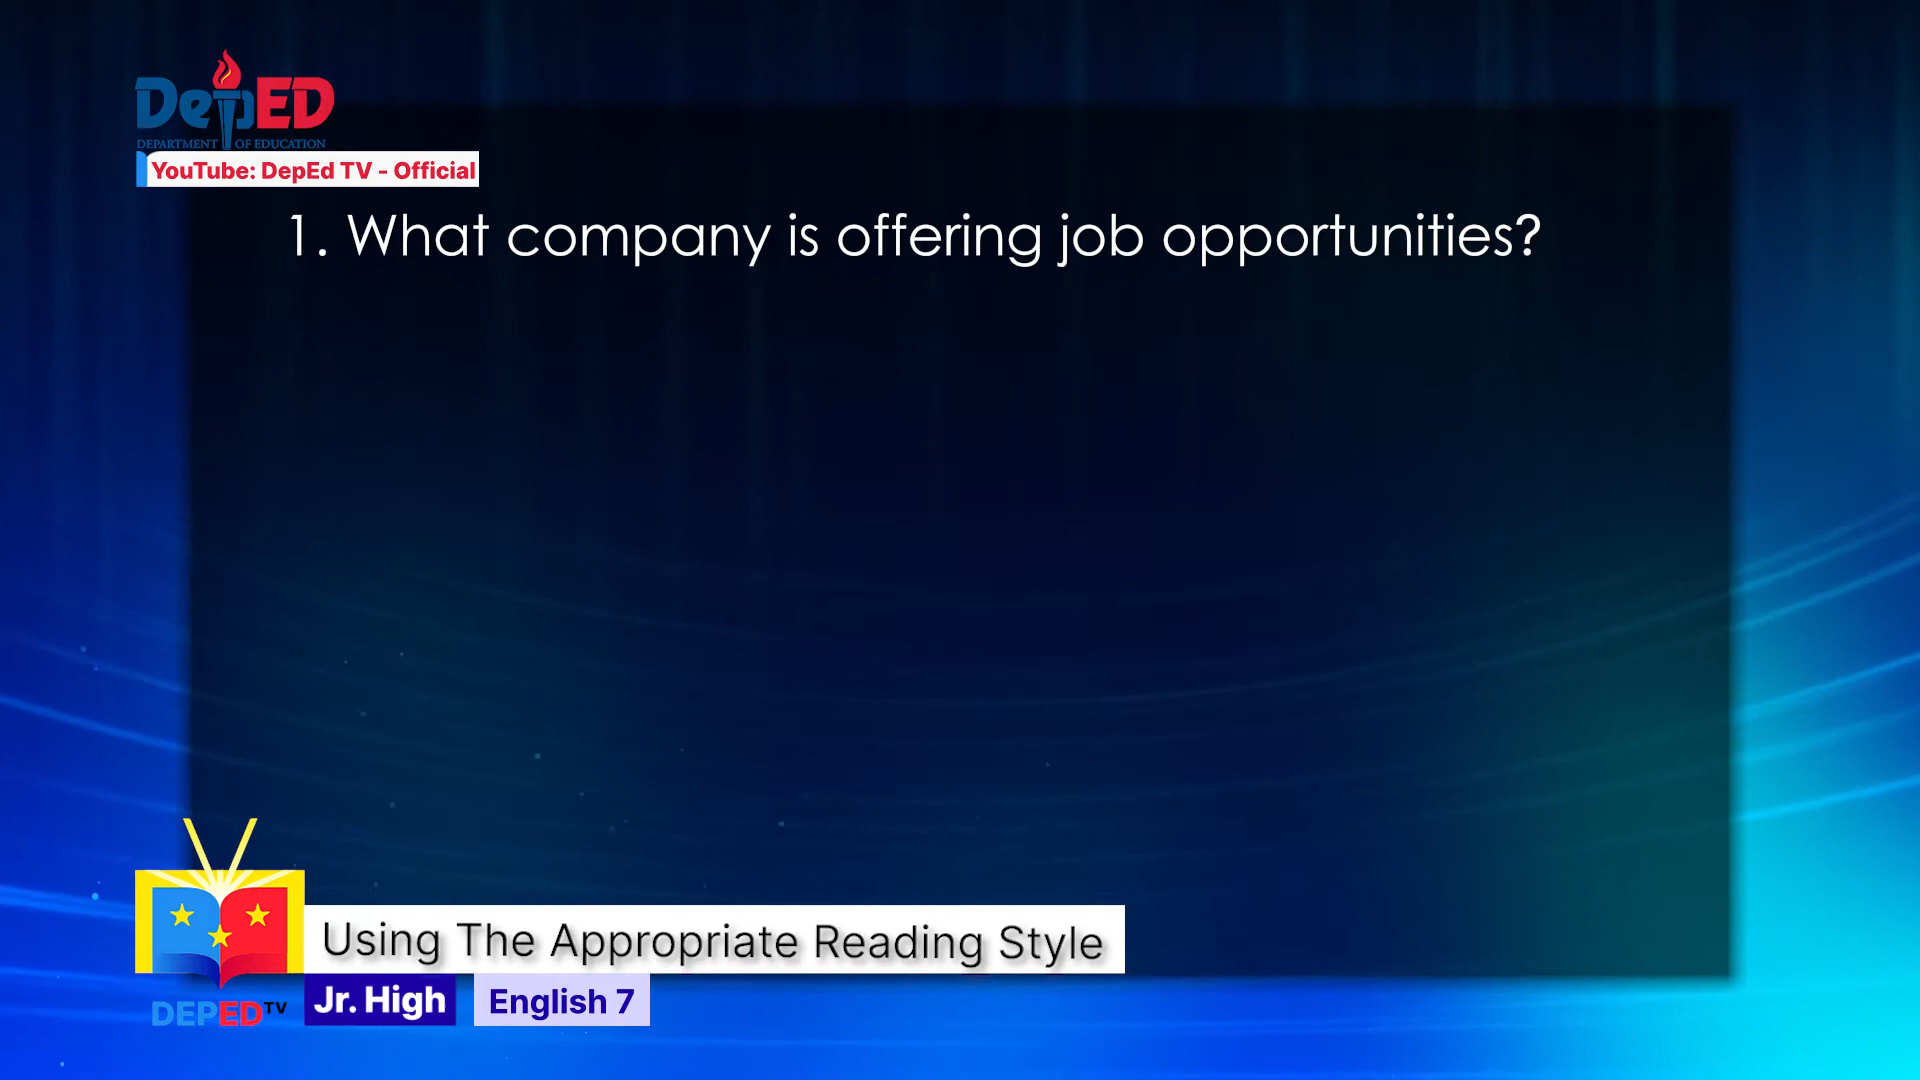 DepED
DEPARTMENT OF EDUCATION
YouTube: DepEd TV - Official
1. What company is offering job opportunities?
Using The Appropriate Reading Style
DEPED TV
Jr. High
English 7